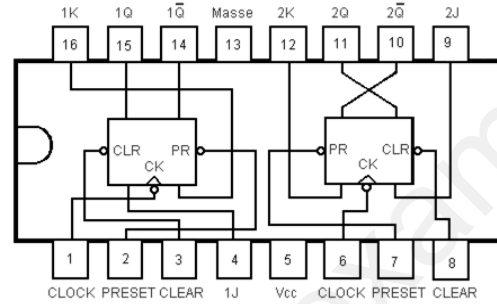 1K 1Q 1Q̅ Masse 2K 2Q 2Q̅ 2J
16 15 14 13 12 11 10 9
CLR PR PR CLR
CK CK
1 2 3 4 5 6 7 8
CLOCK PRESET CLEAR 1J Vcc CLOCK PRESET CLEAR
exam